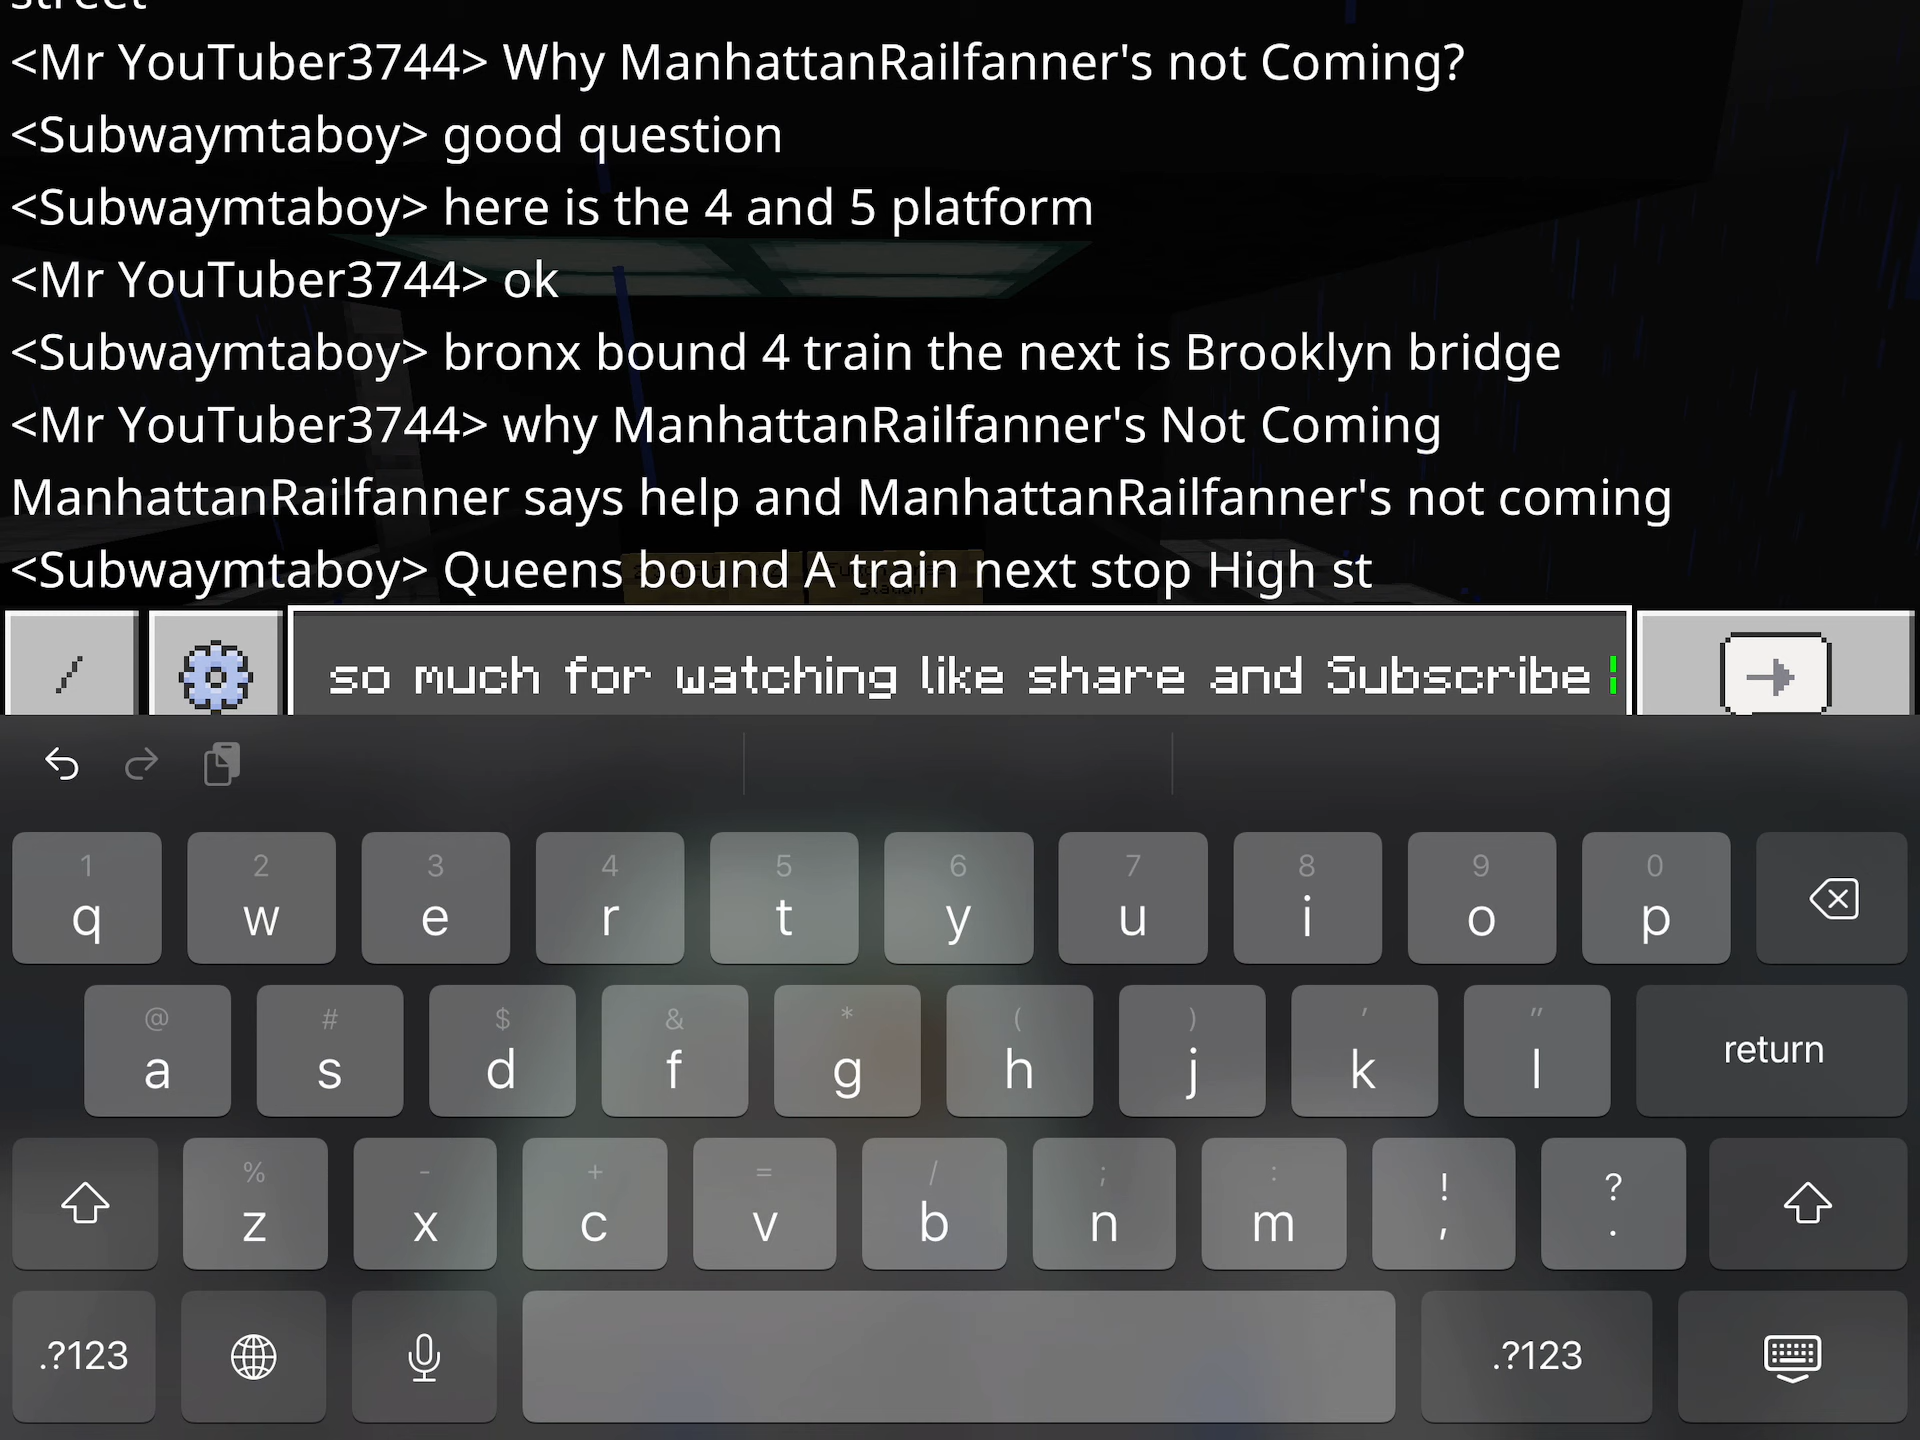 street
<Mr YouTuber3744> Why ManhattanRailfanner's not Coming?
<Subwaymtaboy> good question
<Subwaymtaboy> here is the 4 and 5 platform
<Mr YouTuber3744> ok
<Subwaymtaboy> bronx bound 4 train the next is Brooklyn bridge
<Mr YouTuber3744> why ManhattanRailfanner's Not Coming
ManhattanRailfanner says help and ManhattanRailfanner's not coming
<Subwaymtaboy> Queens bound A train next stop High st
station
/
so much for watching like share and Subscribe
1 2 3 4 5 6 7 8 9 0
q w e r t y u i o p
@ # $ & * ( ) ' "
a s d f g h j k l return
% - + = / ; : ! ?
z x c v b n m , .
.?123 .?123